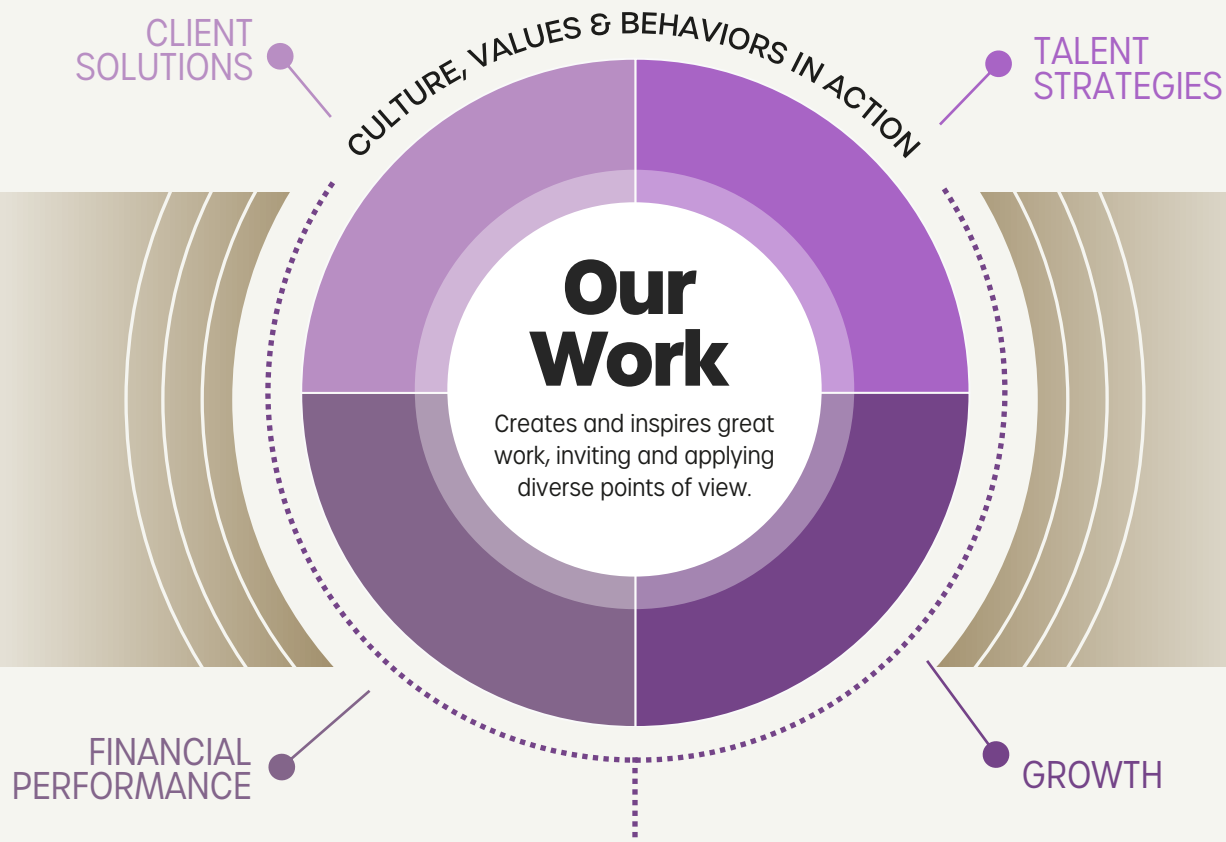 CULTURE, VALUES & BEHAVIORS IN ACTION
CLIENT
SOLUTIONS
TALENT
STRATEGIES
Our
Work
Creates and inspires great
work, inviting and applying
diverse points of view.
FINANCIAL
PERFORMANCE
GROWTH